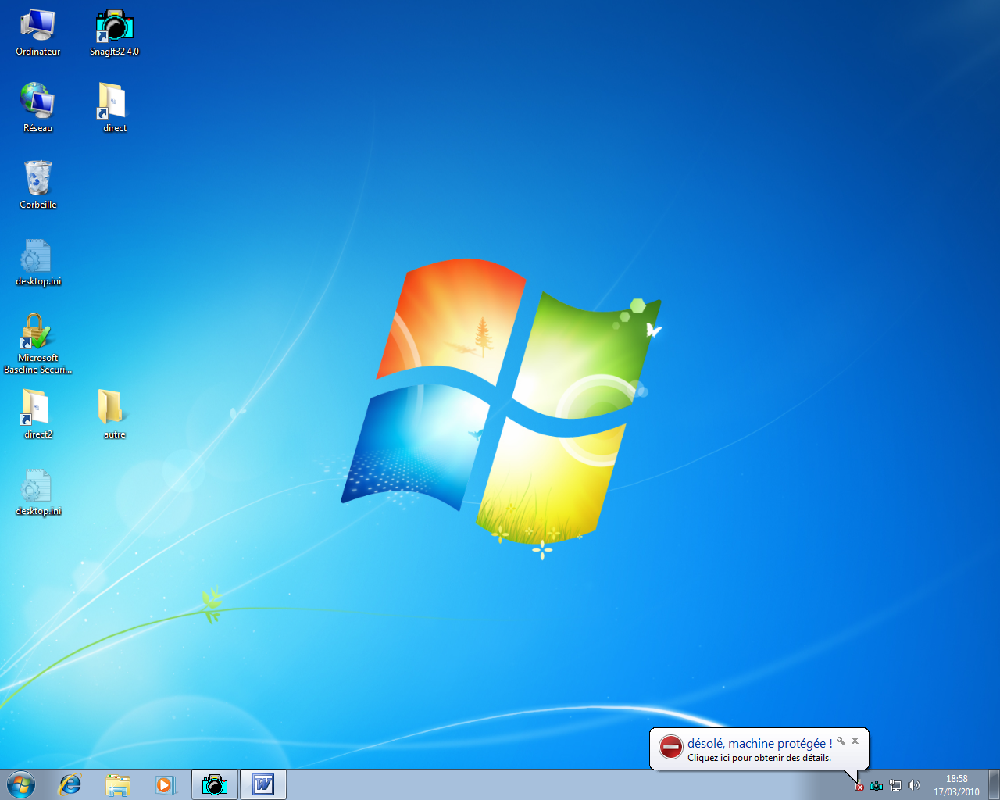 Ordinateur
SnagIt32 4.0
Réseau
direct
Corbeille
desktop.ini
Microsoft
Baseline Securi...
direct2
autre
desktop.ini
désolé, machine protégée !
Cliquez ici pour obtenir des détails.
W
18:58
17/03/2010